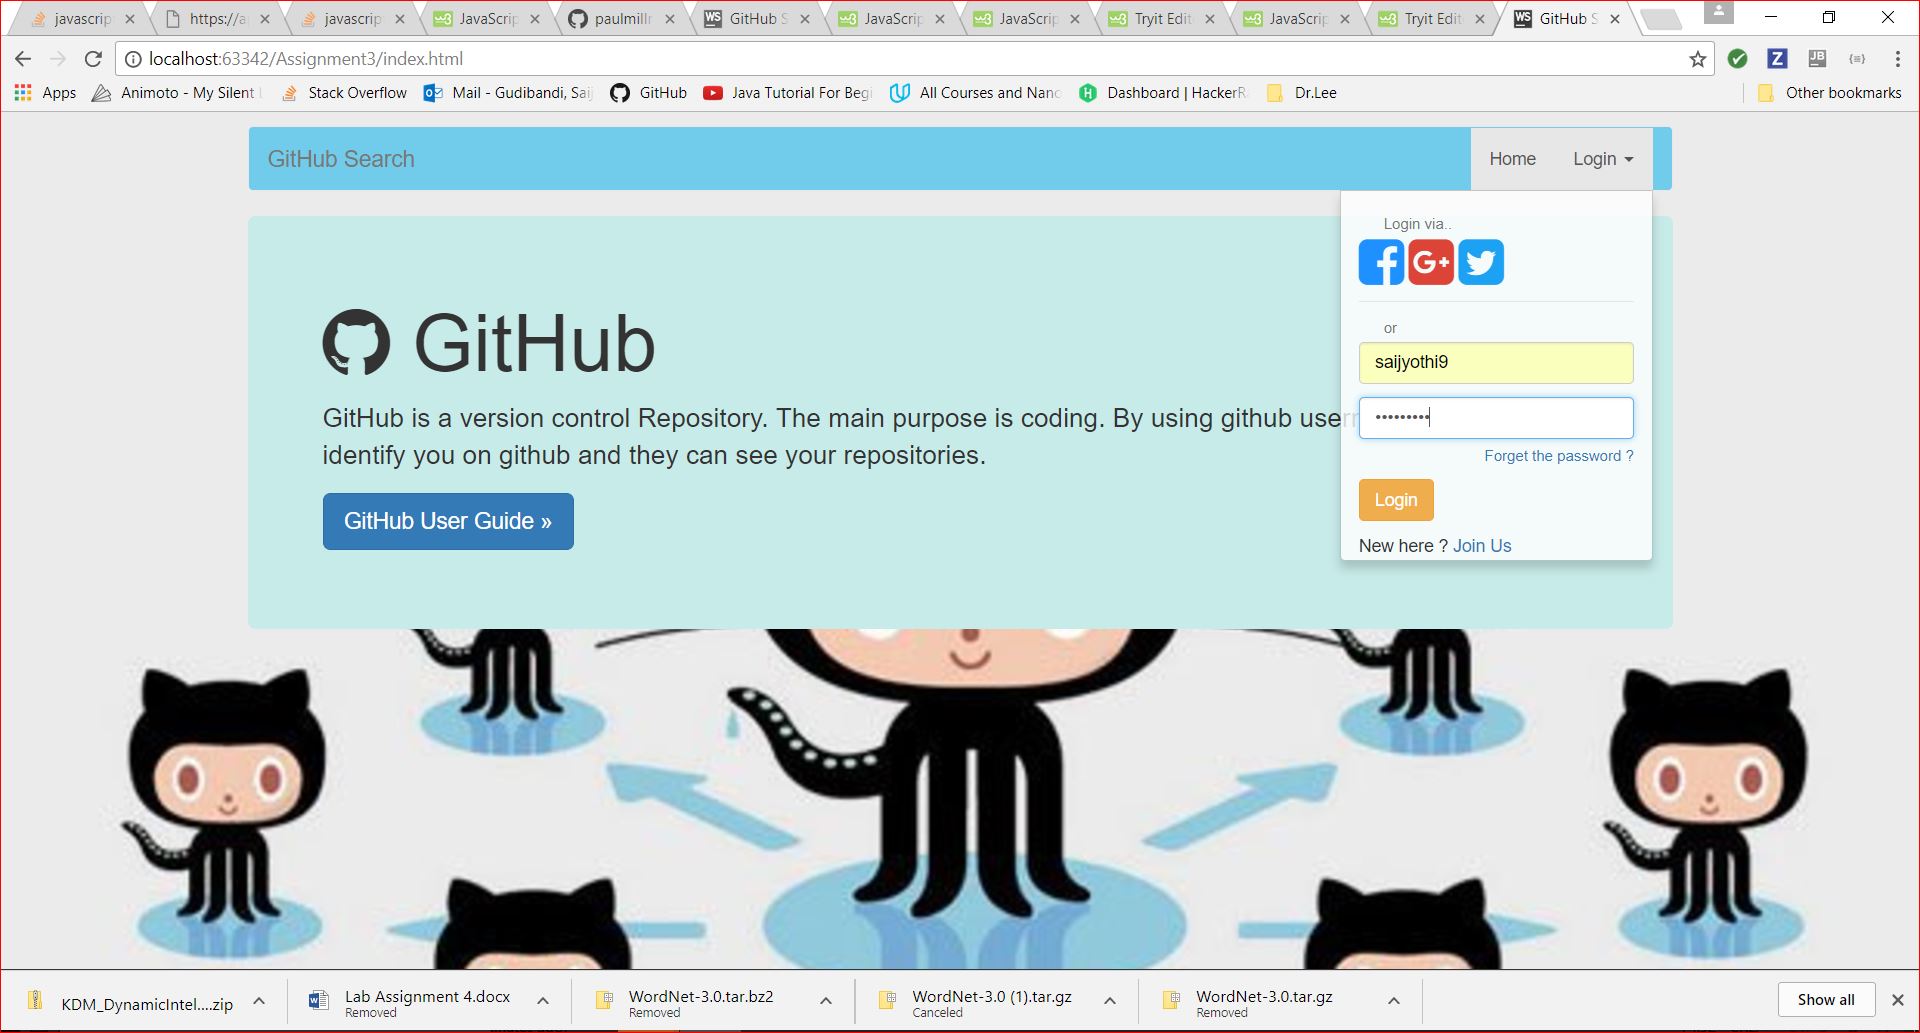 javascrip
https://a
javascrip
JavaScrip
paulmillr
GitHub S
JavaScrip
JavaScrip
Tryit Edit
JavaScrip
Tryit Edit
GitHub S
localhost:63342/Assignment3/index.html
Apps
Animoto - My Silent
Stack Overflow
Mail - Gudibandi, Saij
GitHub
Java Tutorial For Begi
All Courses and Nano
Dashboard | HackerR
Dr.Lee
Other bookmarks
GitHub Search
Home
Login
Login via..
or
saijyothi9
•••••••••
Forget the password ?
Login
New here ? Join Us
GitHub
GitHub is a version control Repository. The main purpose is coding. By using github user
identify you on github and they can see your repositories.
GitHub User Guide »
KDM_DynamicIntel....zip
Lab Assignment 4.docx
Removed
WordNet-3.0.tar.bz2
Removed
WordNet-3.0 (1).tar.gz
Canceled
WordNet-3.0.tar.gz
Removed
Show all